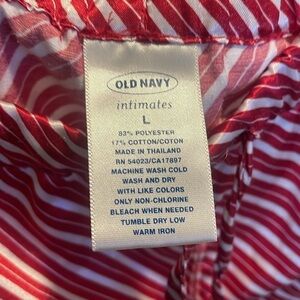 OLD NAVY
intimates
L
83% POLYESTER
17% COTTON/COTON
MADE IN THAILAND
RN 54023/CA17897
MACHINE WASH COLD
WASH AND DRY
WITH LIKE COLORS
ONLY NON-CHLORINE
BLEACH WHEN NEEDED
TUMBLE DRY LOW
WARM IRON